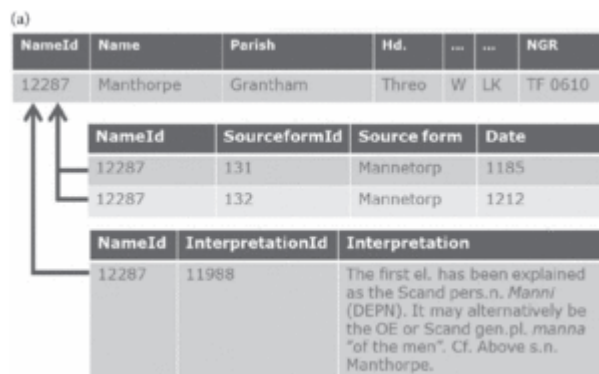 (a)
NameId Name Parish Hd. ... ... NGR
12287 Manthorpe Grantham Threo W LK TF 0610
NameId SourceformId Source form Date
12287 131 Mannetorp 1185
12287 132 Mannetorp 1212
NameId InterpretationId Interpretation
12287 11988 The first el. has been explained
as the Scand pers.n. Manni
(DEPN). It may alternatively be
the OE or Scand gen.pl. manna
"of the men". Cf. Above s.n.
Manthorpe.